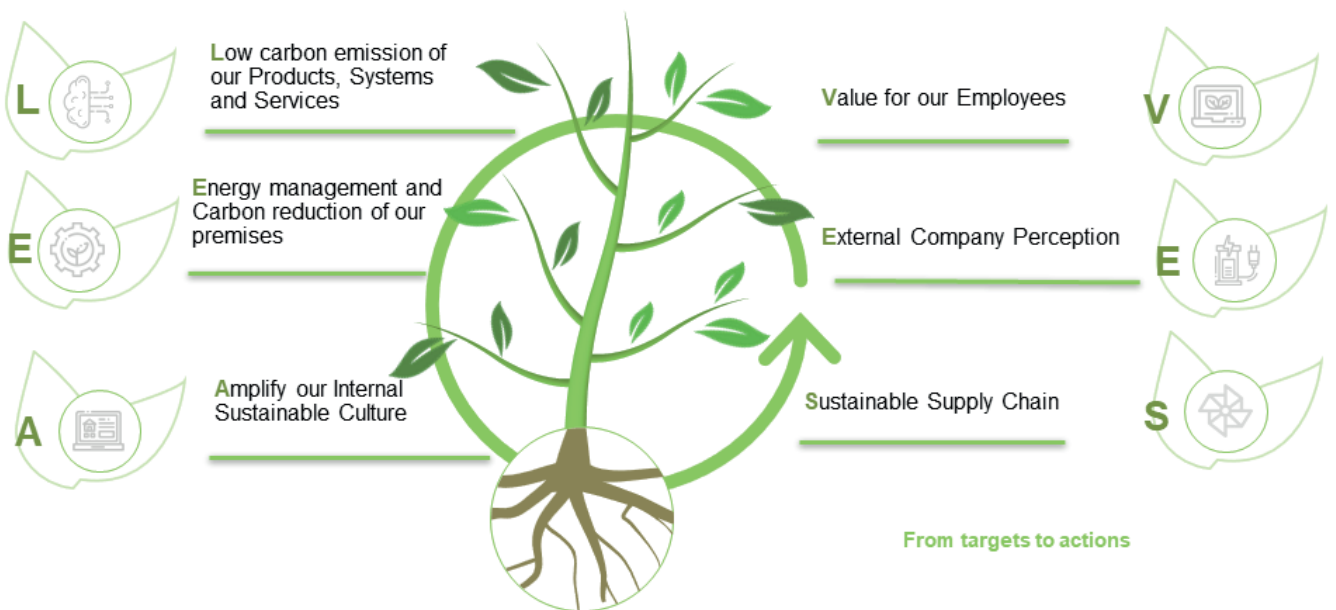 L
Low carbon emission of
our Products, Systems
and Services
E
Energy management and
Carbon reduction of our
premises
A
Amplify our Internal
Sustainable Culture
Value for our Employees
V
External Company Perception
E
Sustainable Supply Chain
S
From targets to actions